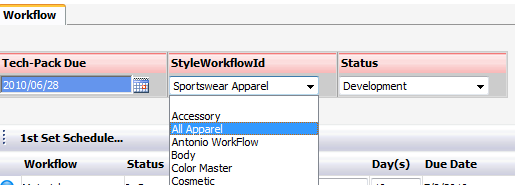 Workflow
Tech-Pack Due StyleWorkflowId Status
2010/06/28 Sportswear Apparel Development
Accessory
All Apparel
1st Set Schedule... Antonio WorkFlow
Body
Workflow Status Color Master Day(s) Due Date
Cosmetic